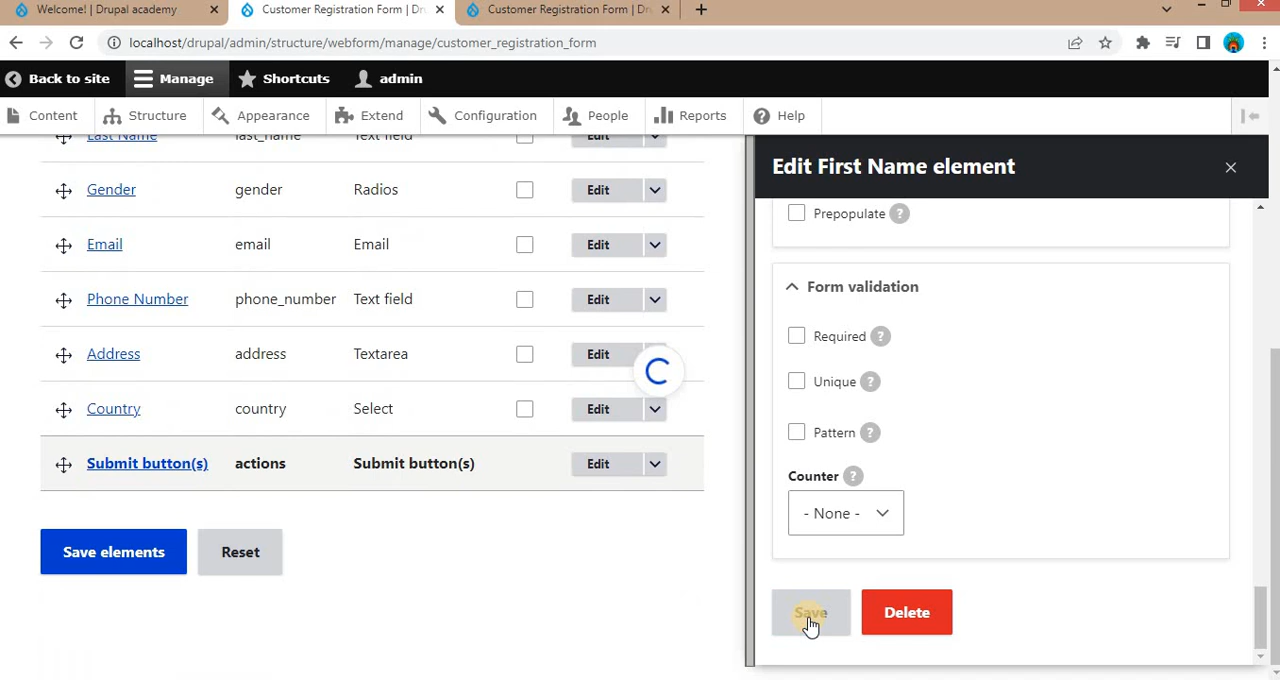 Welcome! | Drupal academy
Customer Registration Form | Dr
Customer Registration Form | Dr
localhost/drupal/admin/structure/webform/manage/customer_registration_form
Back to site
Manage
Shortcuts
admin
Content
Structure
Appearance
Extend
Configuration
People
Reports
Help
Last Name last_name Text field Edit
Gender gender Radios Edit
Email email Email Edit
Phone Number phone_number Text field Edit
Address address Textarea Edit
Country country Select Edit
Submit button(s) actions Submit button(s) Edit
Save elements
Reset
Edit First Name element
Prepopulate ?
Form validation
Required ?
Unique ?
Pattern ?
Counter ?
- None -
Save
Delete